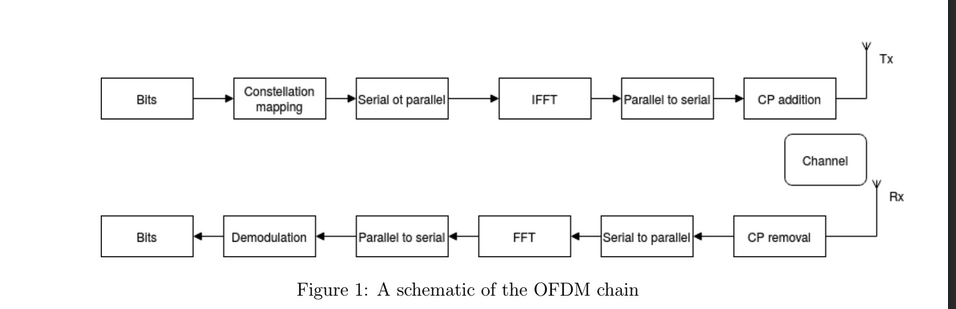 Tx
Bits
Constellation
mapping
Serial ot parallel
IFFT
Parallel to serial
CP addition
Channel
Rx
Bits
Demodulation
Parallel to serial
FFT
Serial to parallel
CP removal
Figure 1: A schematic of the OFDM chain